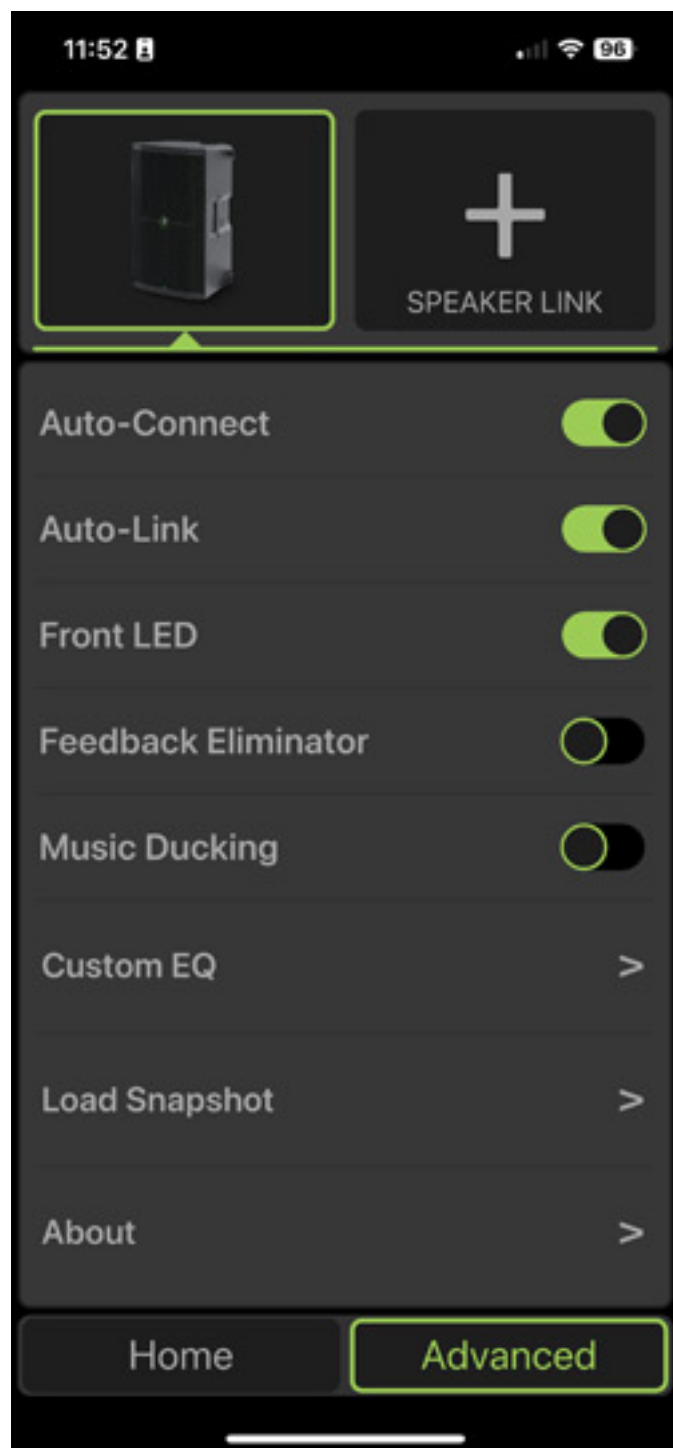 11:52
96
SPEAKER LINK
Auto-Connect
Auto-Link
Front LED
Feedback Eliminator
Music Ducking
Custom EQ >
Load Snapshot >
About >
Home
Advanced